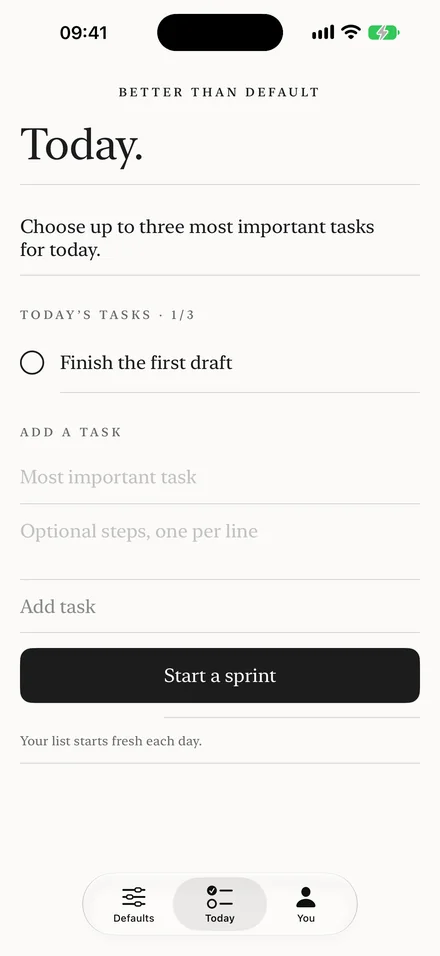 09:41
BETTER THAN DEFAULT
Today.
Choose up to three most important tasks
for today.
TODAY’S TASKS · 1/3
Finish the first draft
ADD A TASK
Most important task
Optional steps, one per line
Add task
Start a sprint
Your list starts fresh each day.
Defaults
Today
You